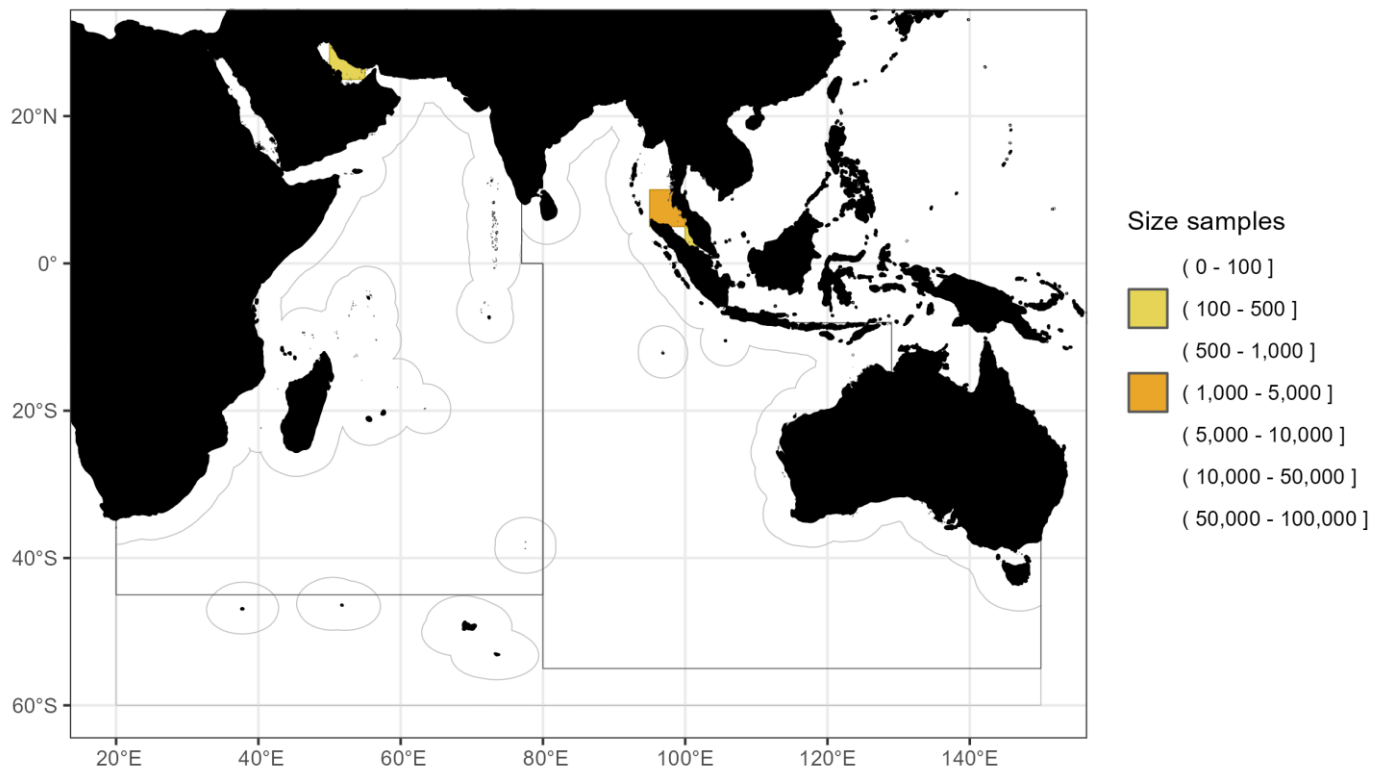 20°N
0°
20°S
40°S
60°S
20°E
40°E
60°E
80°E
100°E
120°E
140°E
Size samples
( 0 - 100 ]
( 100 - 500 ]
( 500 - 1,000 ]
( 1,000 - 5,000 ]
( 5,000 - 10,000 ]
( 10,000 - 50,000 ]
( 50,000 - 100,000 ]